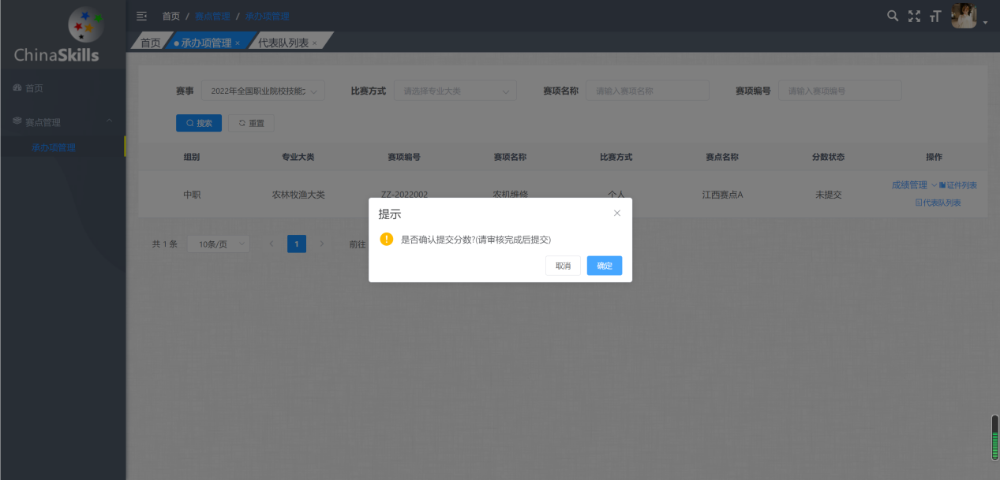 ChinaSkills
首页
赛点管理
承办项管理
首页 / 赛点管理 / 承办项管理
首页 承办项管理 × 代表队列表 ×
赛事 2022年全国职业院校技能大 比赛方式 请选择专业大类 赛项名称 请输入赛项名称 赛项编号 请输入赛项编号
搜索 重置
组别 专业大类 赛项编号 赛项名称 比赛方式 赛点名称 分数状态 操作
中职 农林牧渔大类 ZZ-2022002 农机维修 个人 江西赛点A 未提交 成绩管理 证件列表
代表队列表
共 1 条 10条/页 1 前往
提示
是否确认提交分数?(请审核完成后提交)
取消 确定